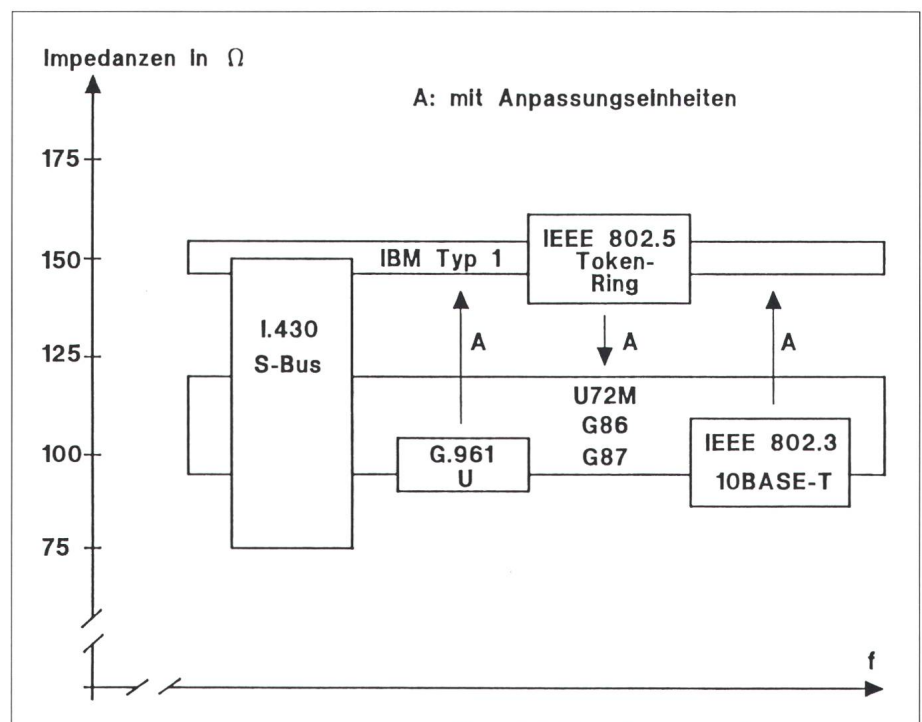 Impedanzen in Ω
A: mit Anpassungseinheiten
175
150
125
100
75
IBM Typ 1
IEEE 802.5
Token-
Ring
I.430
S-Bus
A
A
A
U72M
G86
G87
G.961
U
IEEE 802.3
10BASE-T
f